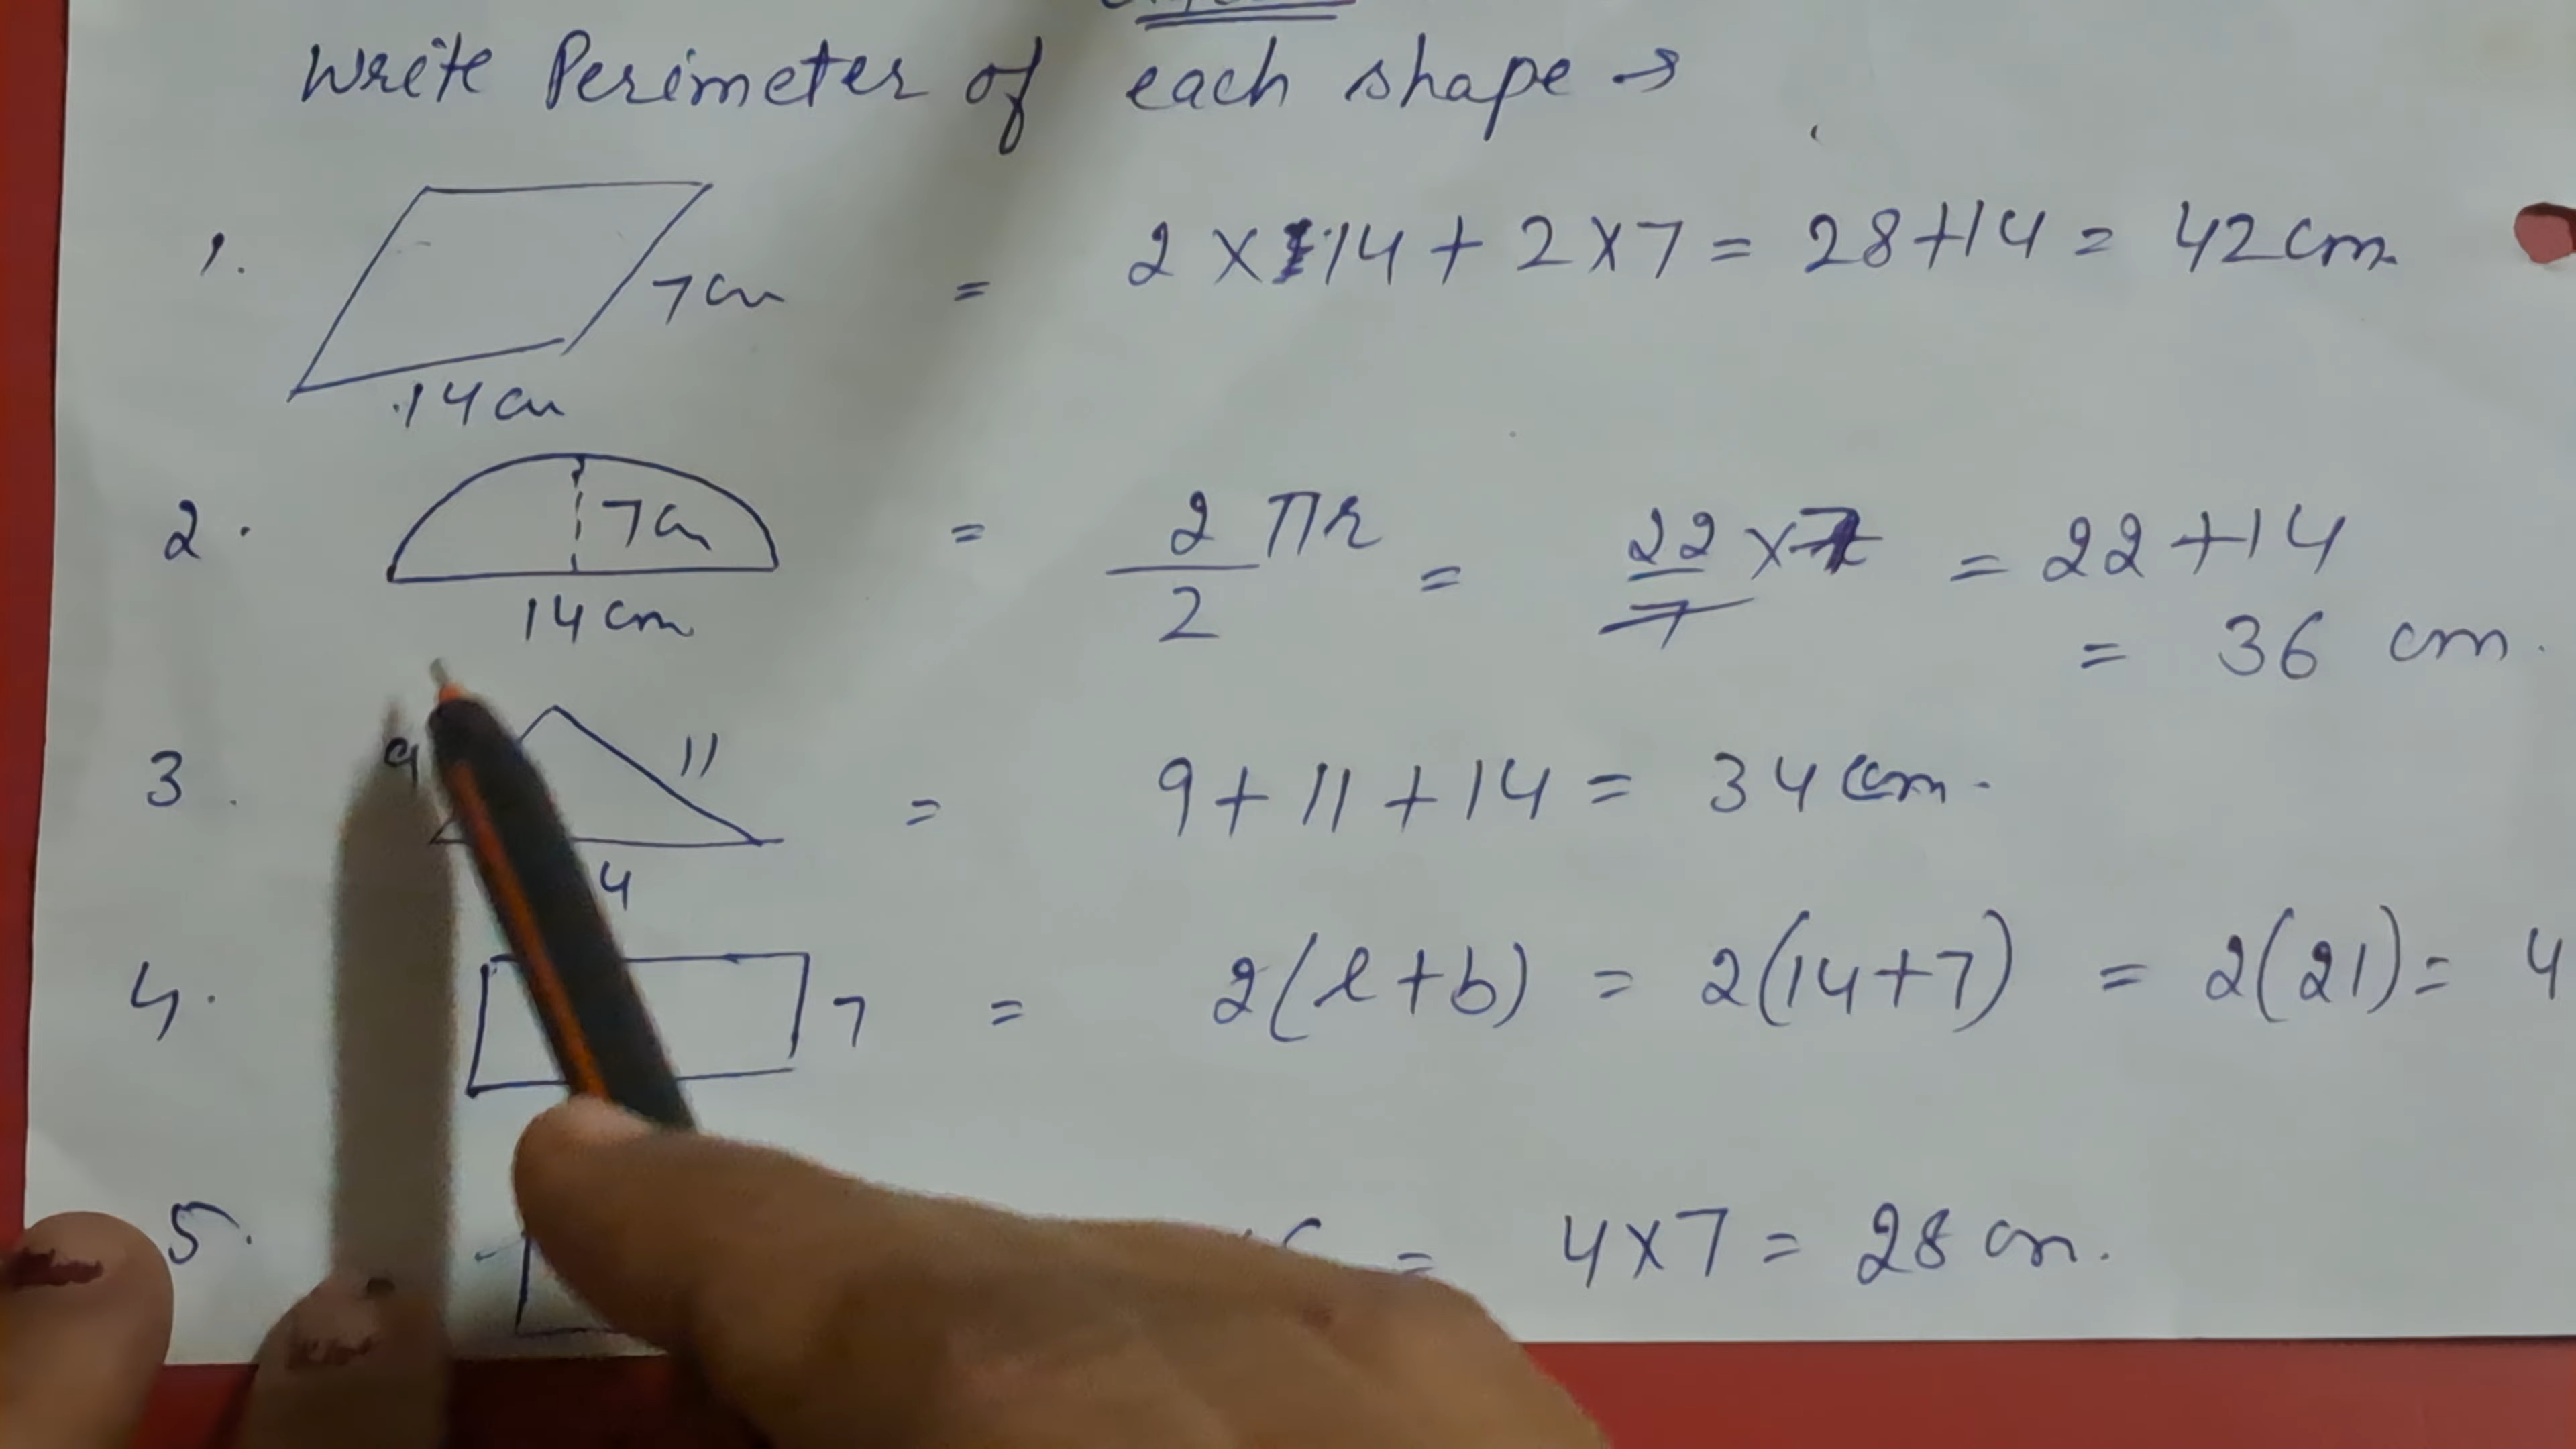 Write Perimeter of each shape →
1. 7cm = 2 x 14 + 2 x 7 = 28 + 14 = 42 cm.
14 cm
2. 7cm = 2/2 πr = 22/7 x 7 = 22 + 14
14 cm
= 36 cm.
3. 9 11 = 9 + 11 + 14 = 34 cm.
4
4. 7 = 2(l+b) = 2(14+7) = 2(21) = 4
5. = 4x7 = 28 cm.